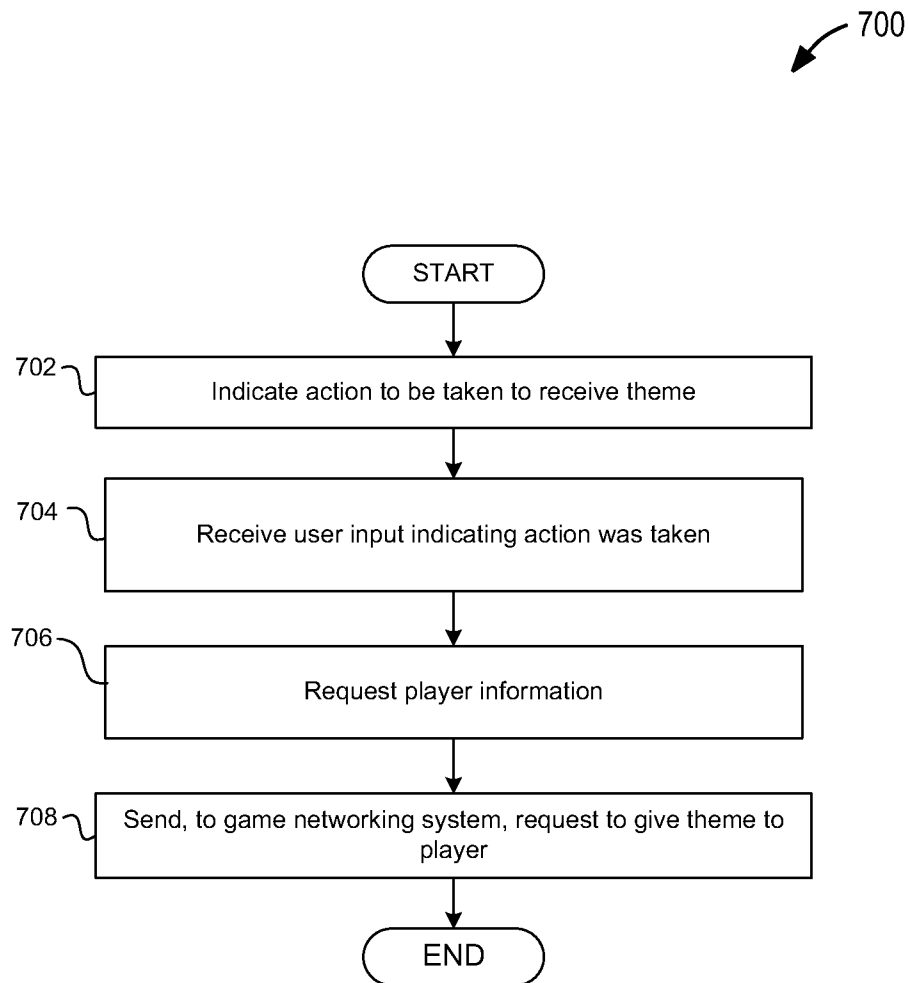 700
START
702
Indicate action to be taken to receive theme
704
Receive user input indicating action was taken
706
Request player information
708
Send, to game networking system, request to give theme to
player
END